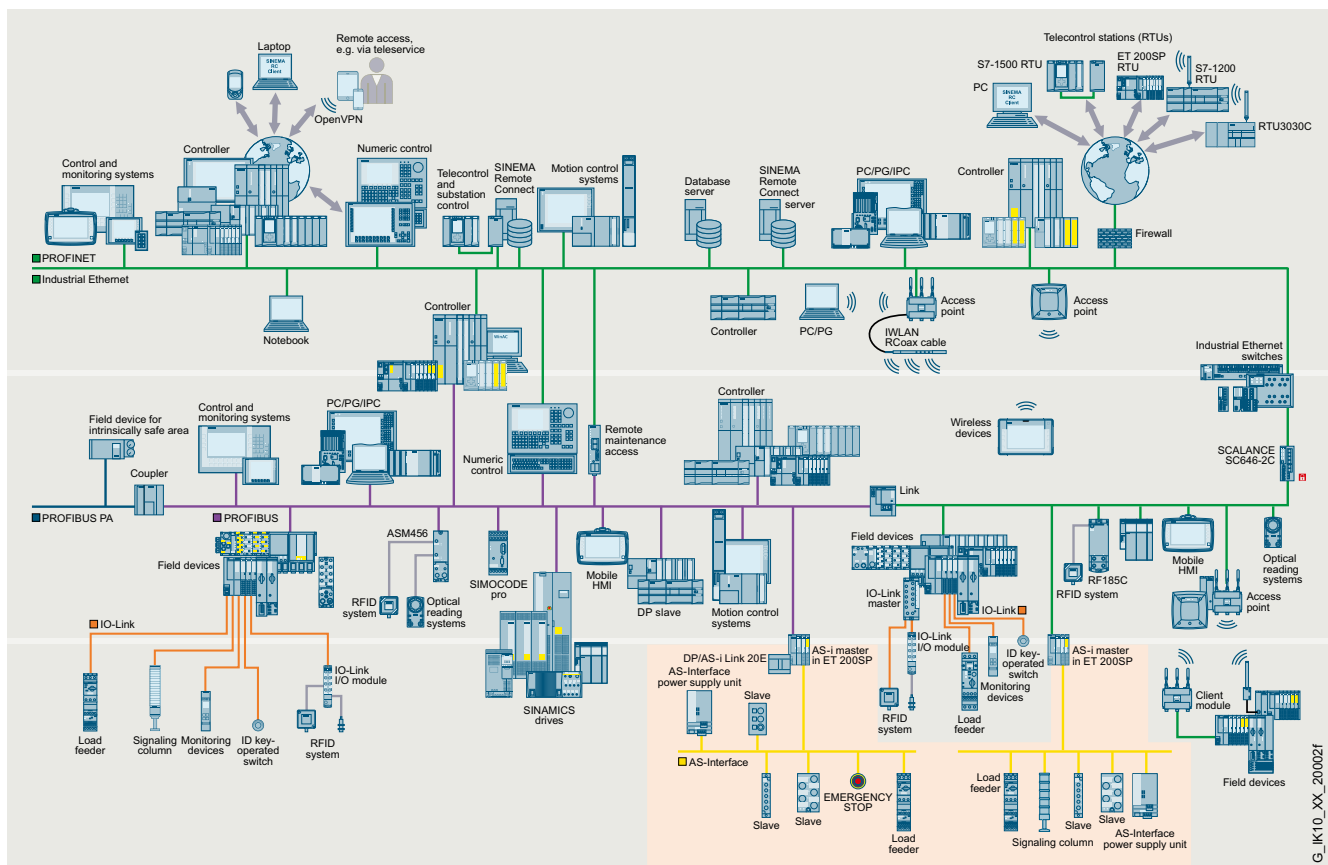 Remote access,
e.g. via teleservice
Laptop
SINEMA
RC
Client
OpenVPN
Telecontrol stations (RTUs)
S7-1500 RTU
ET 200SP
RTU
S7-1200
RTU
PC
SINEMA
RC
Client
RTU3030C
Control and
monitoring systems
Controller
Numeric control
Telecontrol
and
substation
control
SINEMA
Remote
Connect
Motion control
systems
Database
server
SINEMA
Remote
Connect
server
PC/PG/IPC
Controller
Firewall
PROFINET
Industrial Ethernet
Notebook
Controller
WinAC
Controller
PC/PG
Access
point
IWLAN
RCoax cable
Access
point
Industrial Ethernet
switches
Field device for
intrinsically safe area
Control and
monitoring systems
PC/PG/IPC
Numeric
control
Remote
maintenance
access
Controller
Wireless
devices
SCALANCE
SC646-2C
Coupler
Link
PROFIBUS PA
PROFIBUS
Field devices
ASM456
RFID
system
Optical
reading
systems
SIMOCODE
pro
Mobile
HMI
DP slave
Motion control
systems
Field devices
IO-Link
master
RF185C
RFID system
Mobile
HMI
Optical
reading
systems
Access
point
IO-Link
IO-Link
IO-Link
I/O module
IO-Link
I/O module
Load
feeder
Signaling
column
Monitoring
devices
ID key-
operated
switch
RFID
system
SINAMICS
drives
DP/AS-i Link 20E
AS-i master
in ET 200SP
AS-Interface
power supply unit
Slave
RFID
system
Load
feeder
Monitoring
devices
ID key-
operated
switch
AS-i master
in ET 200SP
Client
module
Field devices
AS-Interface
Slave
Slave
EMERGENCY
STOP
Load
feeder
Load
feeder
Signaling column
Slave
Slave
AS-Interface
power supply unit
G_IK10_XX_20002f